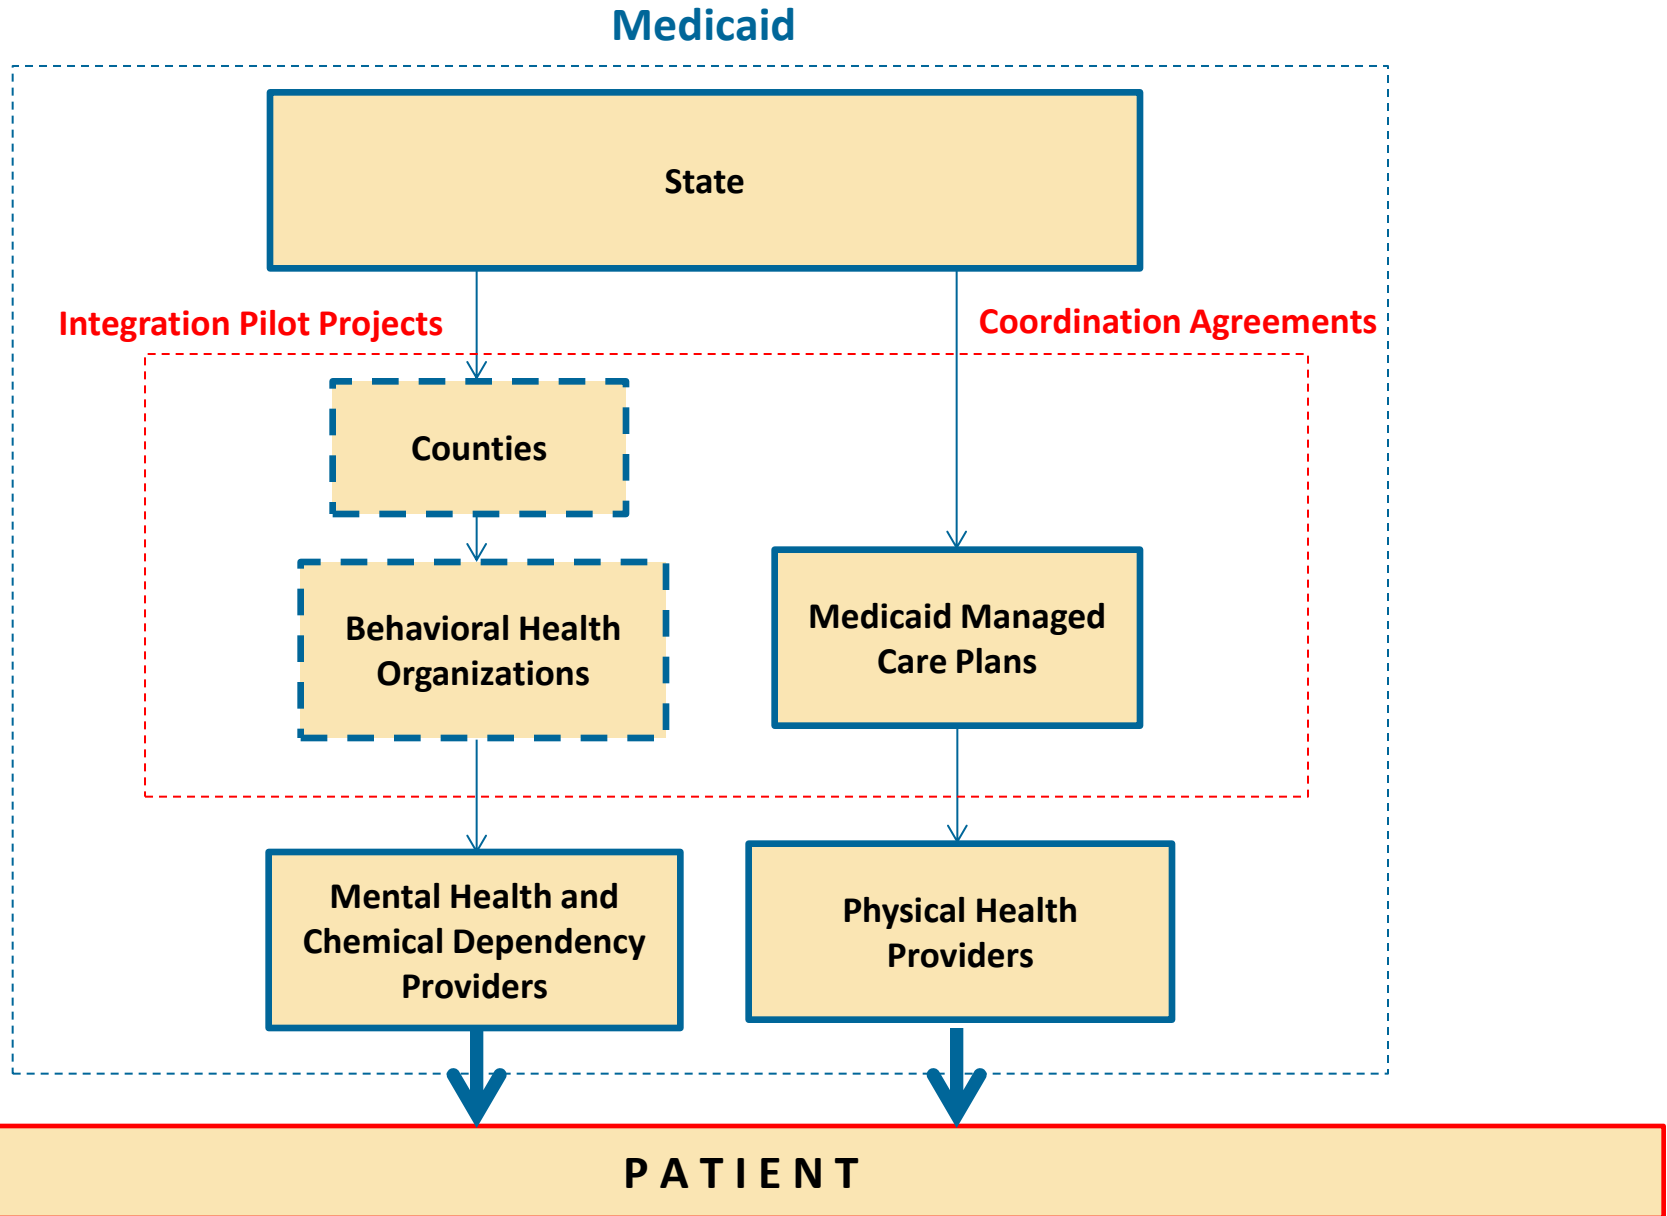 Medicaid
State
Integration Pilot Projects
Coordination Agreements
Counties
Behavioral Health
Organizations
Medicaid Managed
Care Plans
Mental Health and
Chemical Dependency
Providers
Physical Health
Providers
P A T I E N T